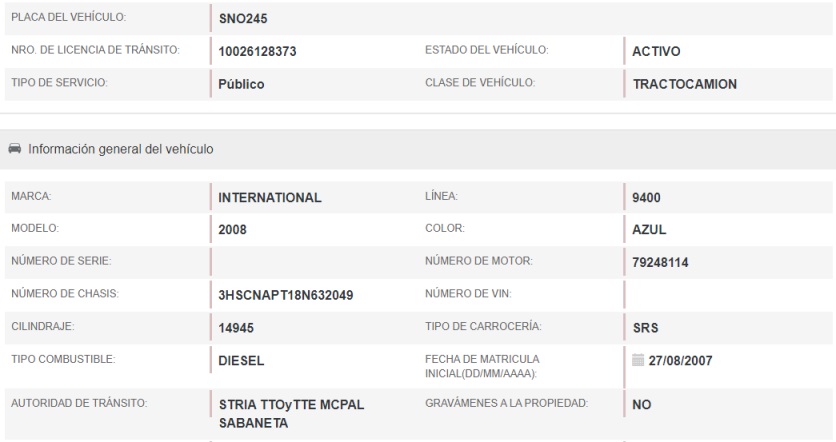 PLACA DEL VEHÍCULO: SNO245
NRO. DE LICENCIA DE TRÁNSITO: 10026128373 ESTADO DEL VEHÍCULO: ACTIVO
TIPO DE SERVICIO: Público CLASE DE VEHÍCULO: TRACTOCAMION
Información general del vehículo
MARCA: INTERNATIONAL LÍNEA: 9400
MODELO: 2008 COLOR: AZUL
NÚMERO DE SERIE: NÚMERO DE MOTOR: 79248114
NÚMERO DE CHASIS: 3HSCNAPT18N632049 NÚMERO DE VIN:
CILINDRAJE: 14945 TIPO DE CARROCERÍA: SRS
TIPO COMBUSTIBLE: DIESEL FECHA DE MATRICULA 27/08/2007
INICIAL(DD/MM/AAAA):
AUTORIDAD DE TRÁNSITO: STRIA TTOyTTE MCPAL GRAVÁMENES A LA PROPIEDAD: NO
SABANETA